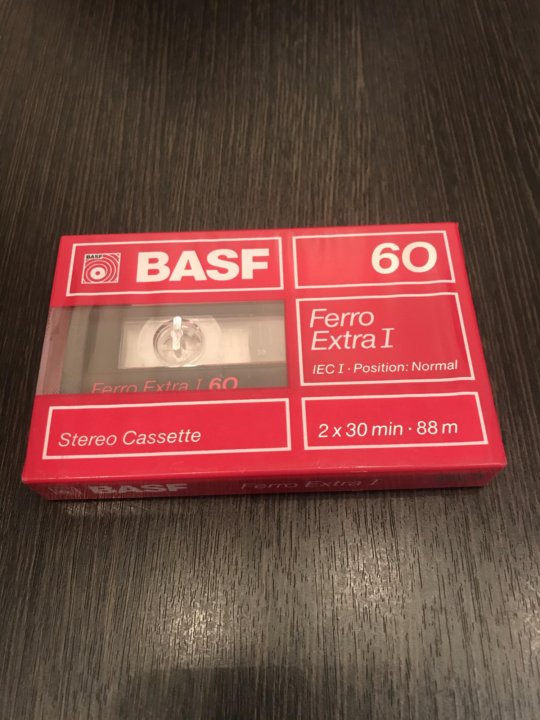 BASF
BASF
60
Ferro
Extra I
IEC I · Position: Normal
Ferro Extra I 60
Stereo Cassette
2 x 30 min · 88 m
BASF
Ferro Extra I